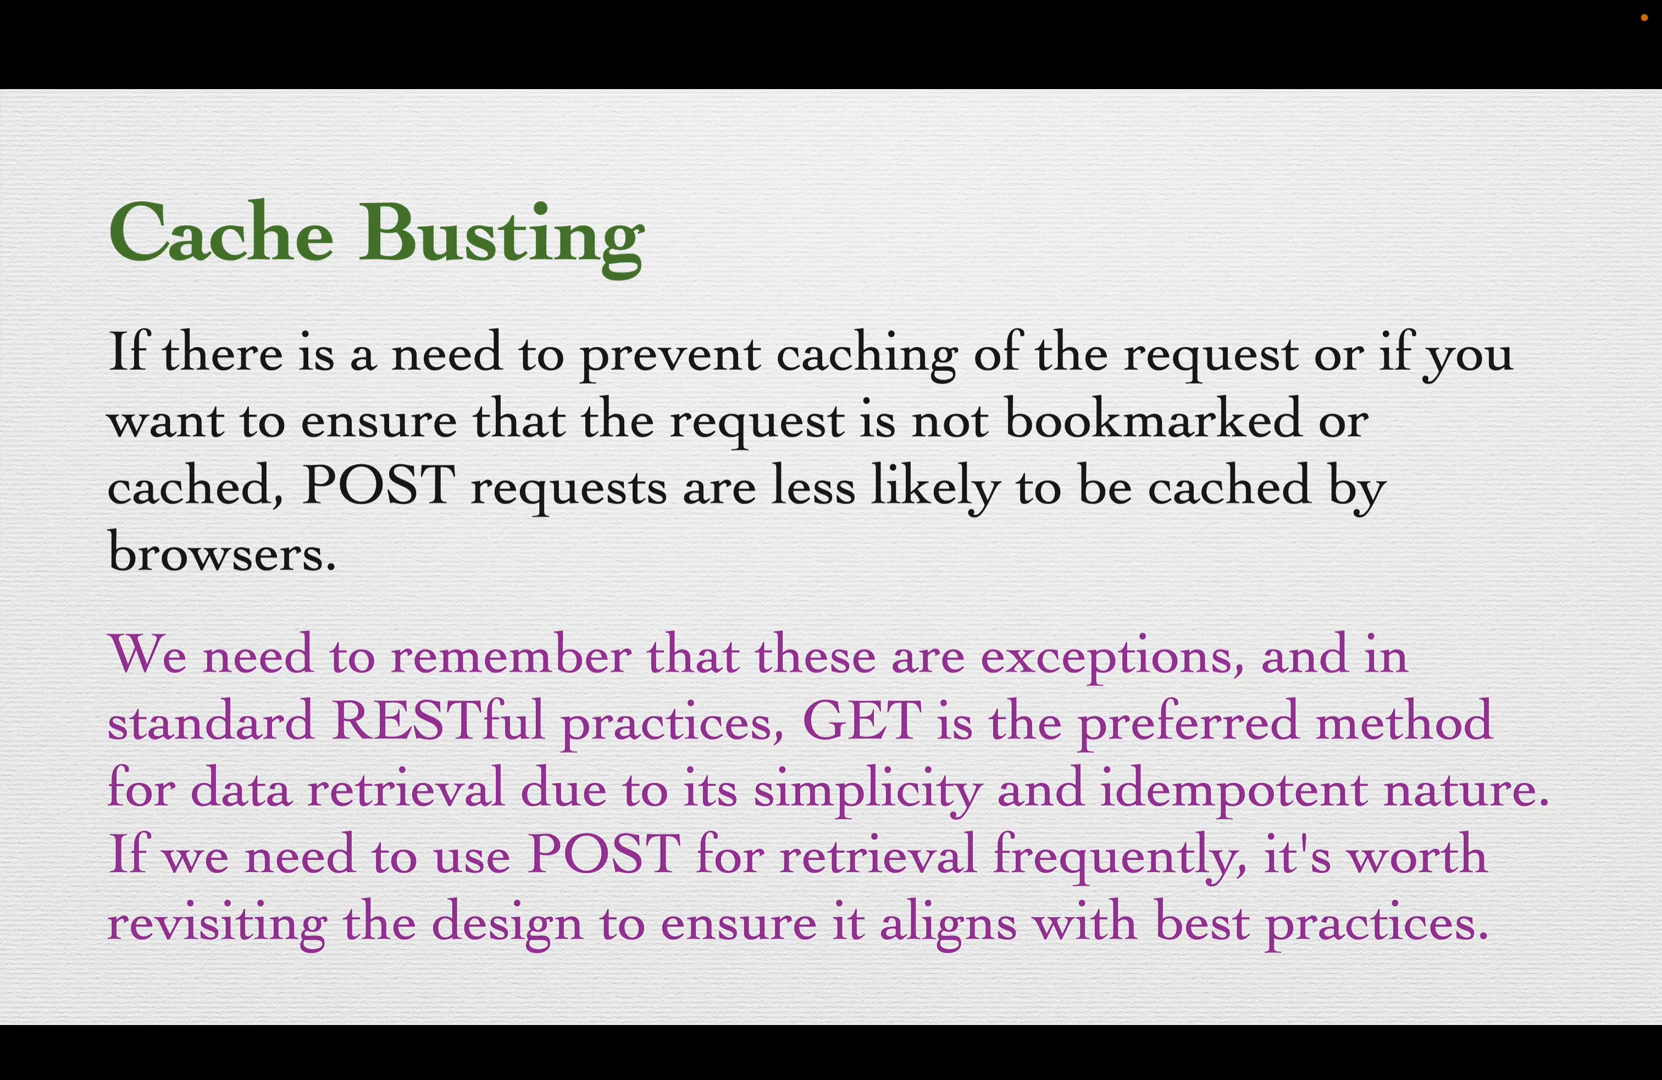 Cache Busting
If there is a need to prevent caching of the request or if you
want to ensure that the request is not bookmarked or
cached, POST requests are less likely to be cached by
browsers.
We need to remember that these are exceptions, and in
standard RESTful practices, GET is the preferred method
for data retrieval due to its simplicity and idempotent nature.
If we need to use POST for retrieval frequently, it's worth
revisiting the design to ensure it aligns with best practices.